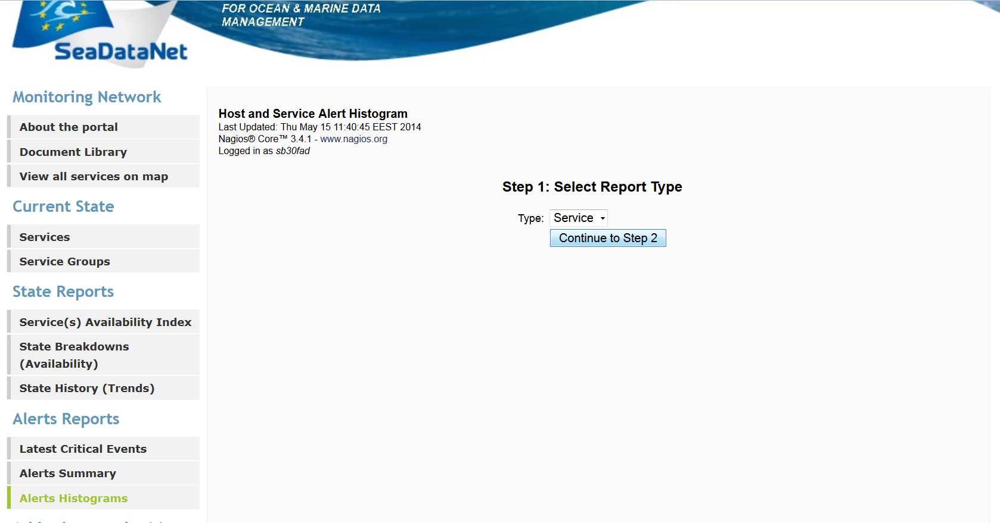 FOR OCEAN & MARINE DATA
MANAGEMENT
SeaDataNet
Monitoring Network
About the portal
Document Library
View all services on map
Current State
Services
Service Groups
State Reports
Service(s) Availability Index
State Breakdowns
(Availability)
State History (Trends)
Alerts Reports
Latest Critical Events
Alerts Summary
Alerts Histograms
Host and Service Alert Histogram
Last Updated: Thu May 15 11:40:45 EEST 2014
Nagios® Core™ 3.4.1 - www.nagios.org
Logged in as sb30fad
Step 1: Select Report Type
Type: Service
Continue to Step 2